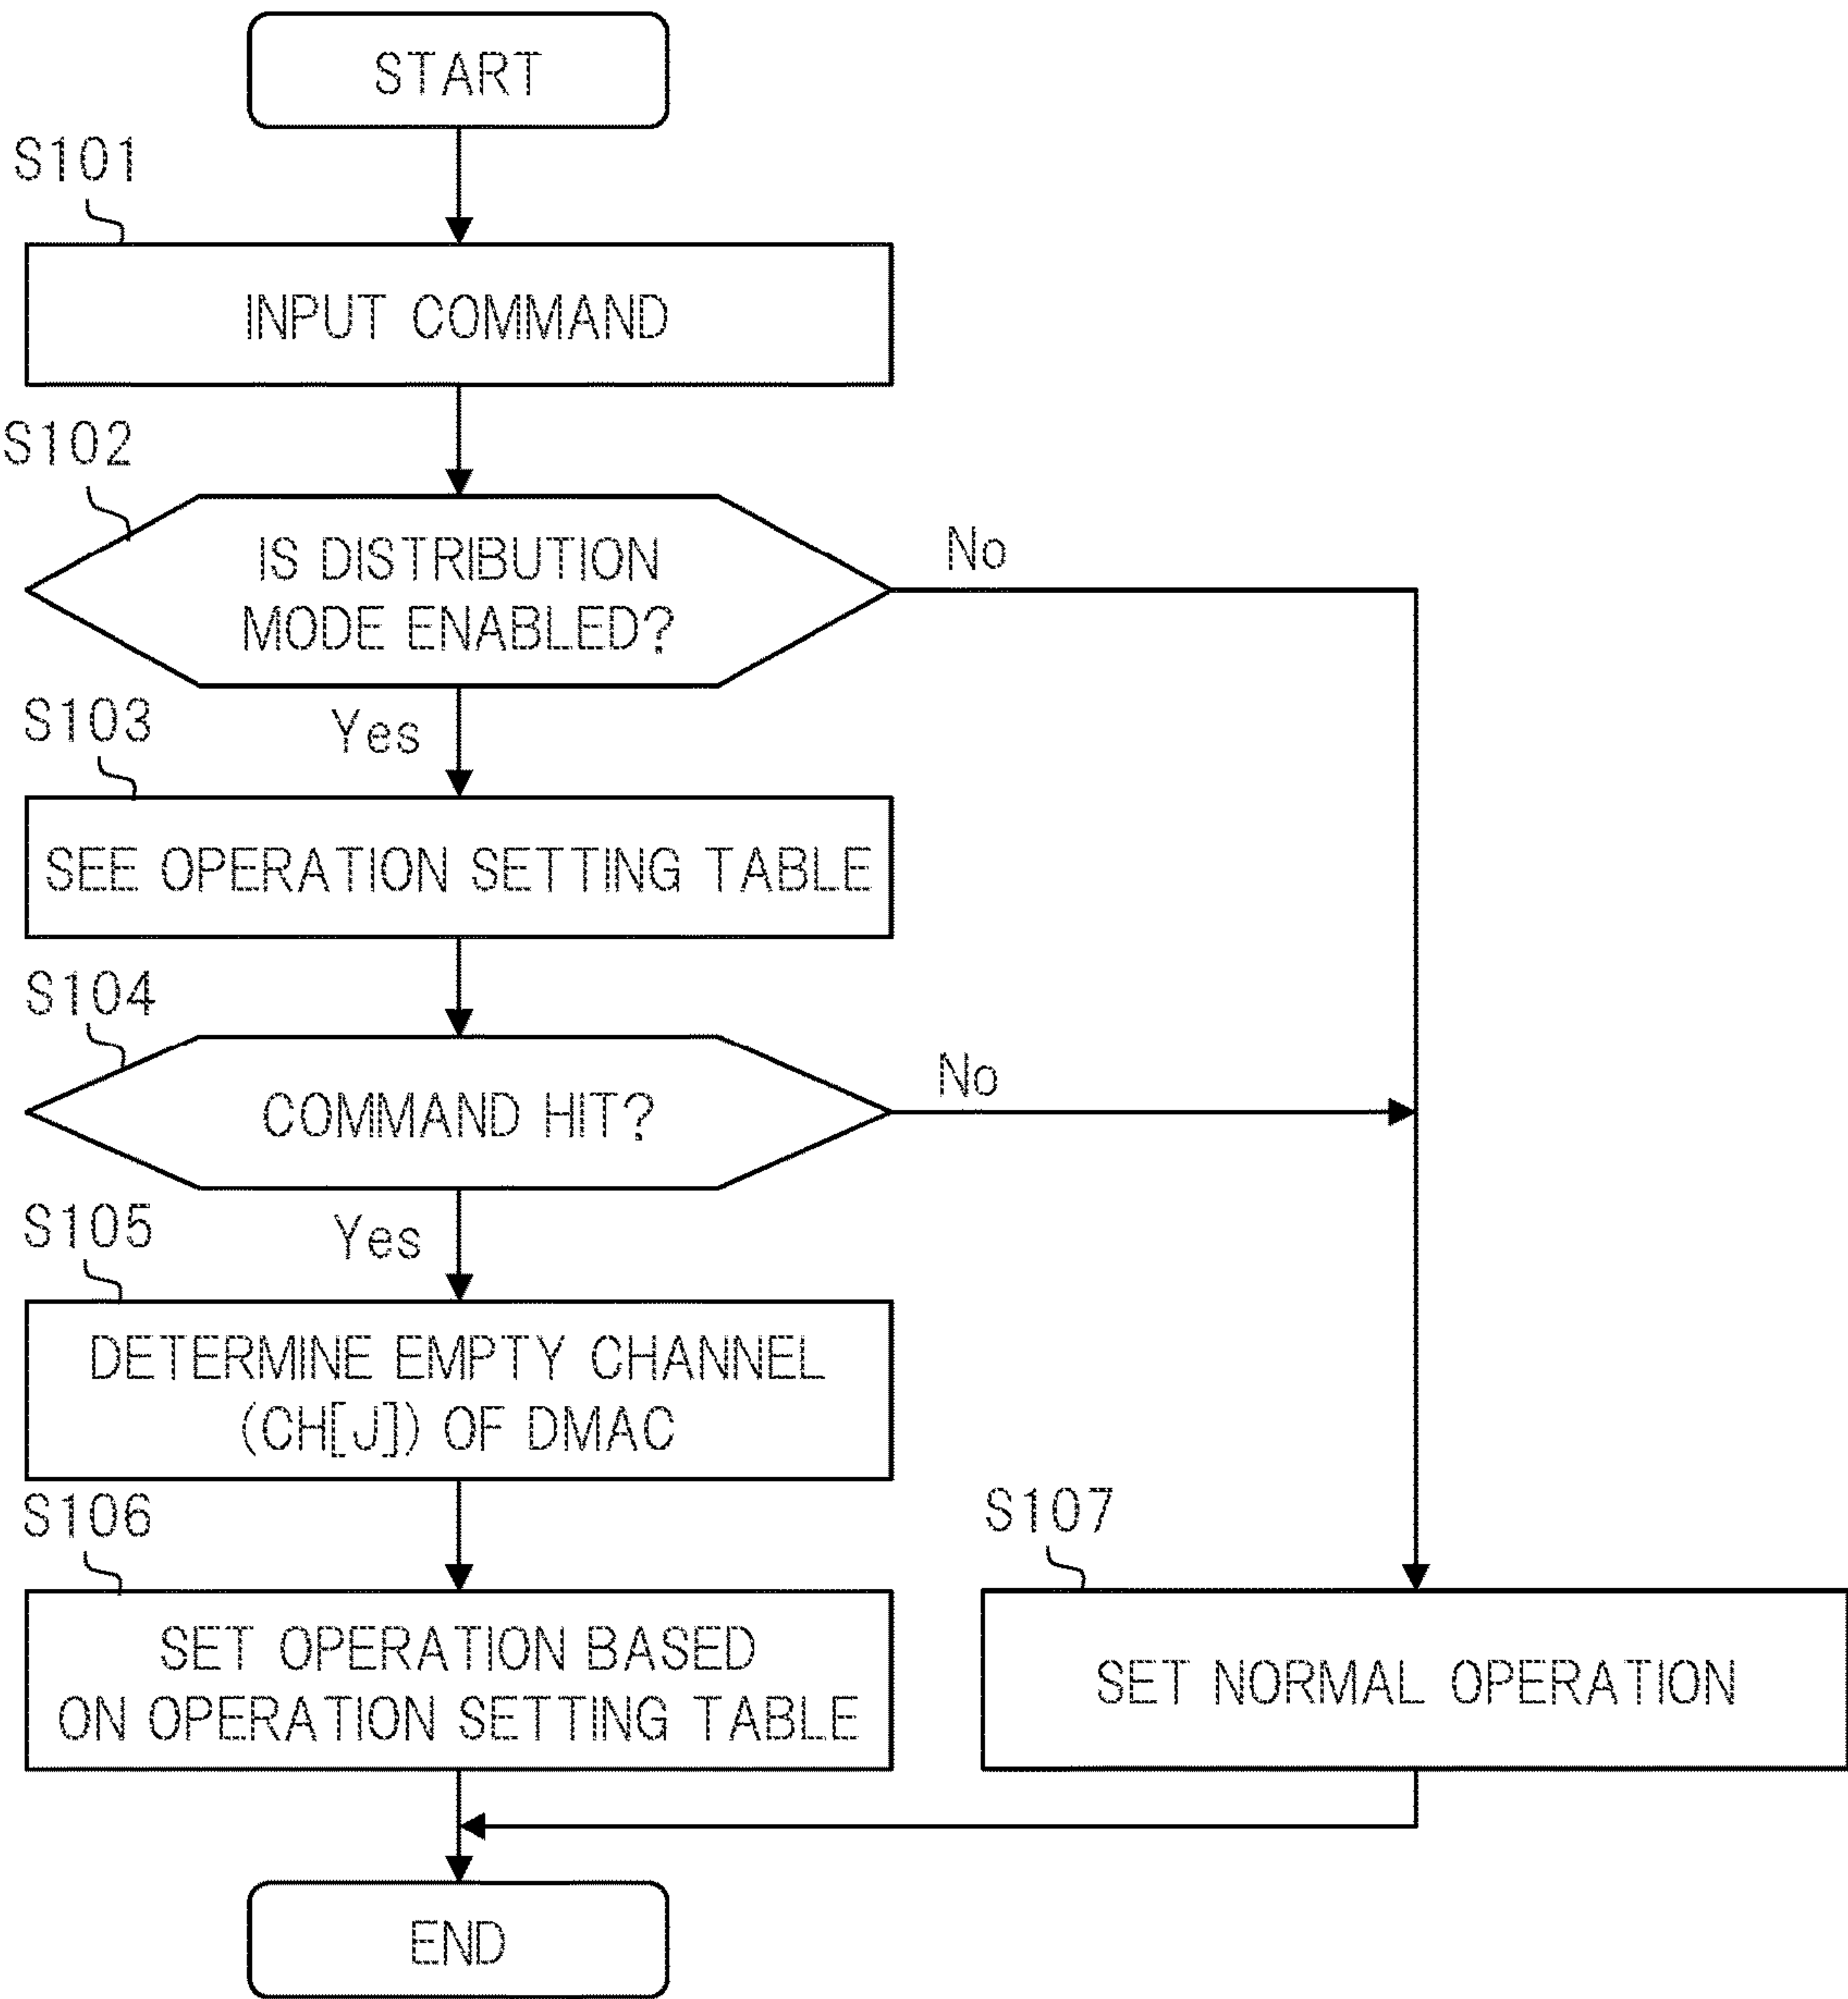 START
S101
INPUT COMMAND
S102
IS DISTRIBUTION
MODE ENABLED?
No
Yes
S103
SEE OPERATION SETTING TABLE
S104
COMMAND HIT?
No
Yes
S105
DETERMINE EMPTY CHANNEL
(CH[J]) OF DMAC
S106
SET OPERATION BASED
ON OPERATION SETTING TABLE
S107
SET NORMAL OPERATION
END